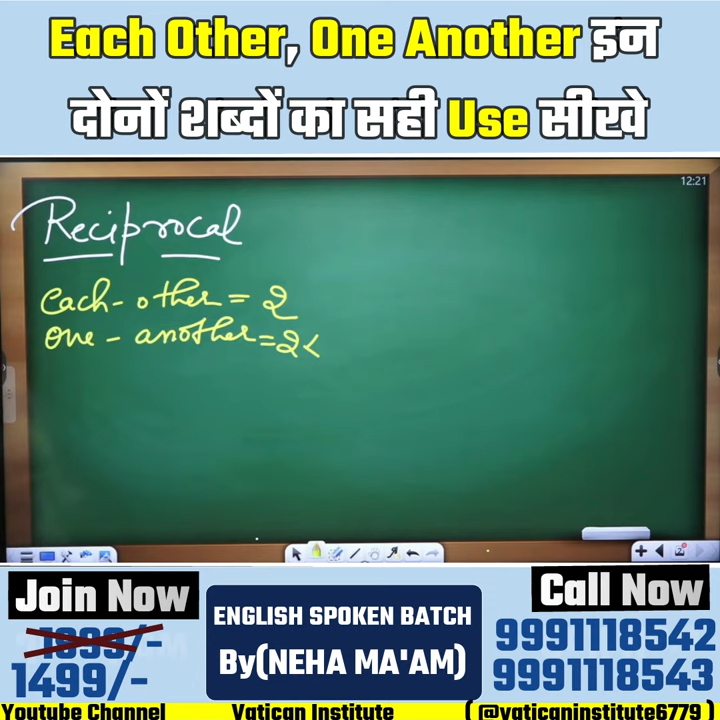 Each Other, One Another इन
दोनों शब्दों का सही Use सीखे
12:21
Reciprocal
each-other = 2
one-another = 2<
Join Now
1999/-
1499/-
ENGLISH SPOKEN BATCH
By(NEHA MA'AM)
Call Now
9991118542
9991118543
Youtube Channel Vatican Institute ( @vaticaninstitute6779 )